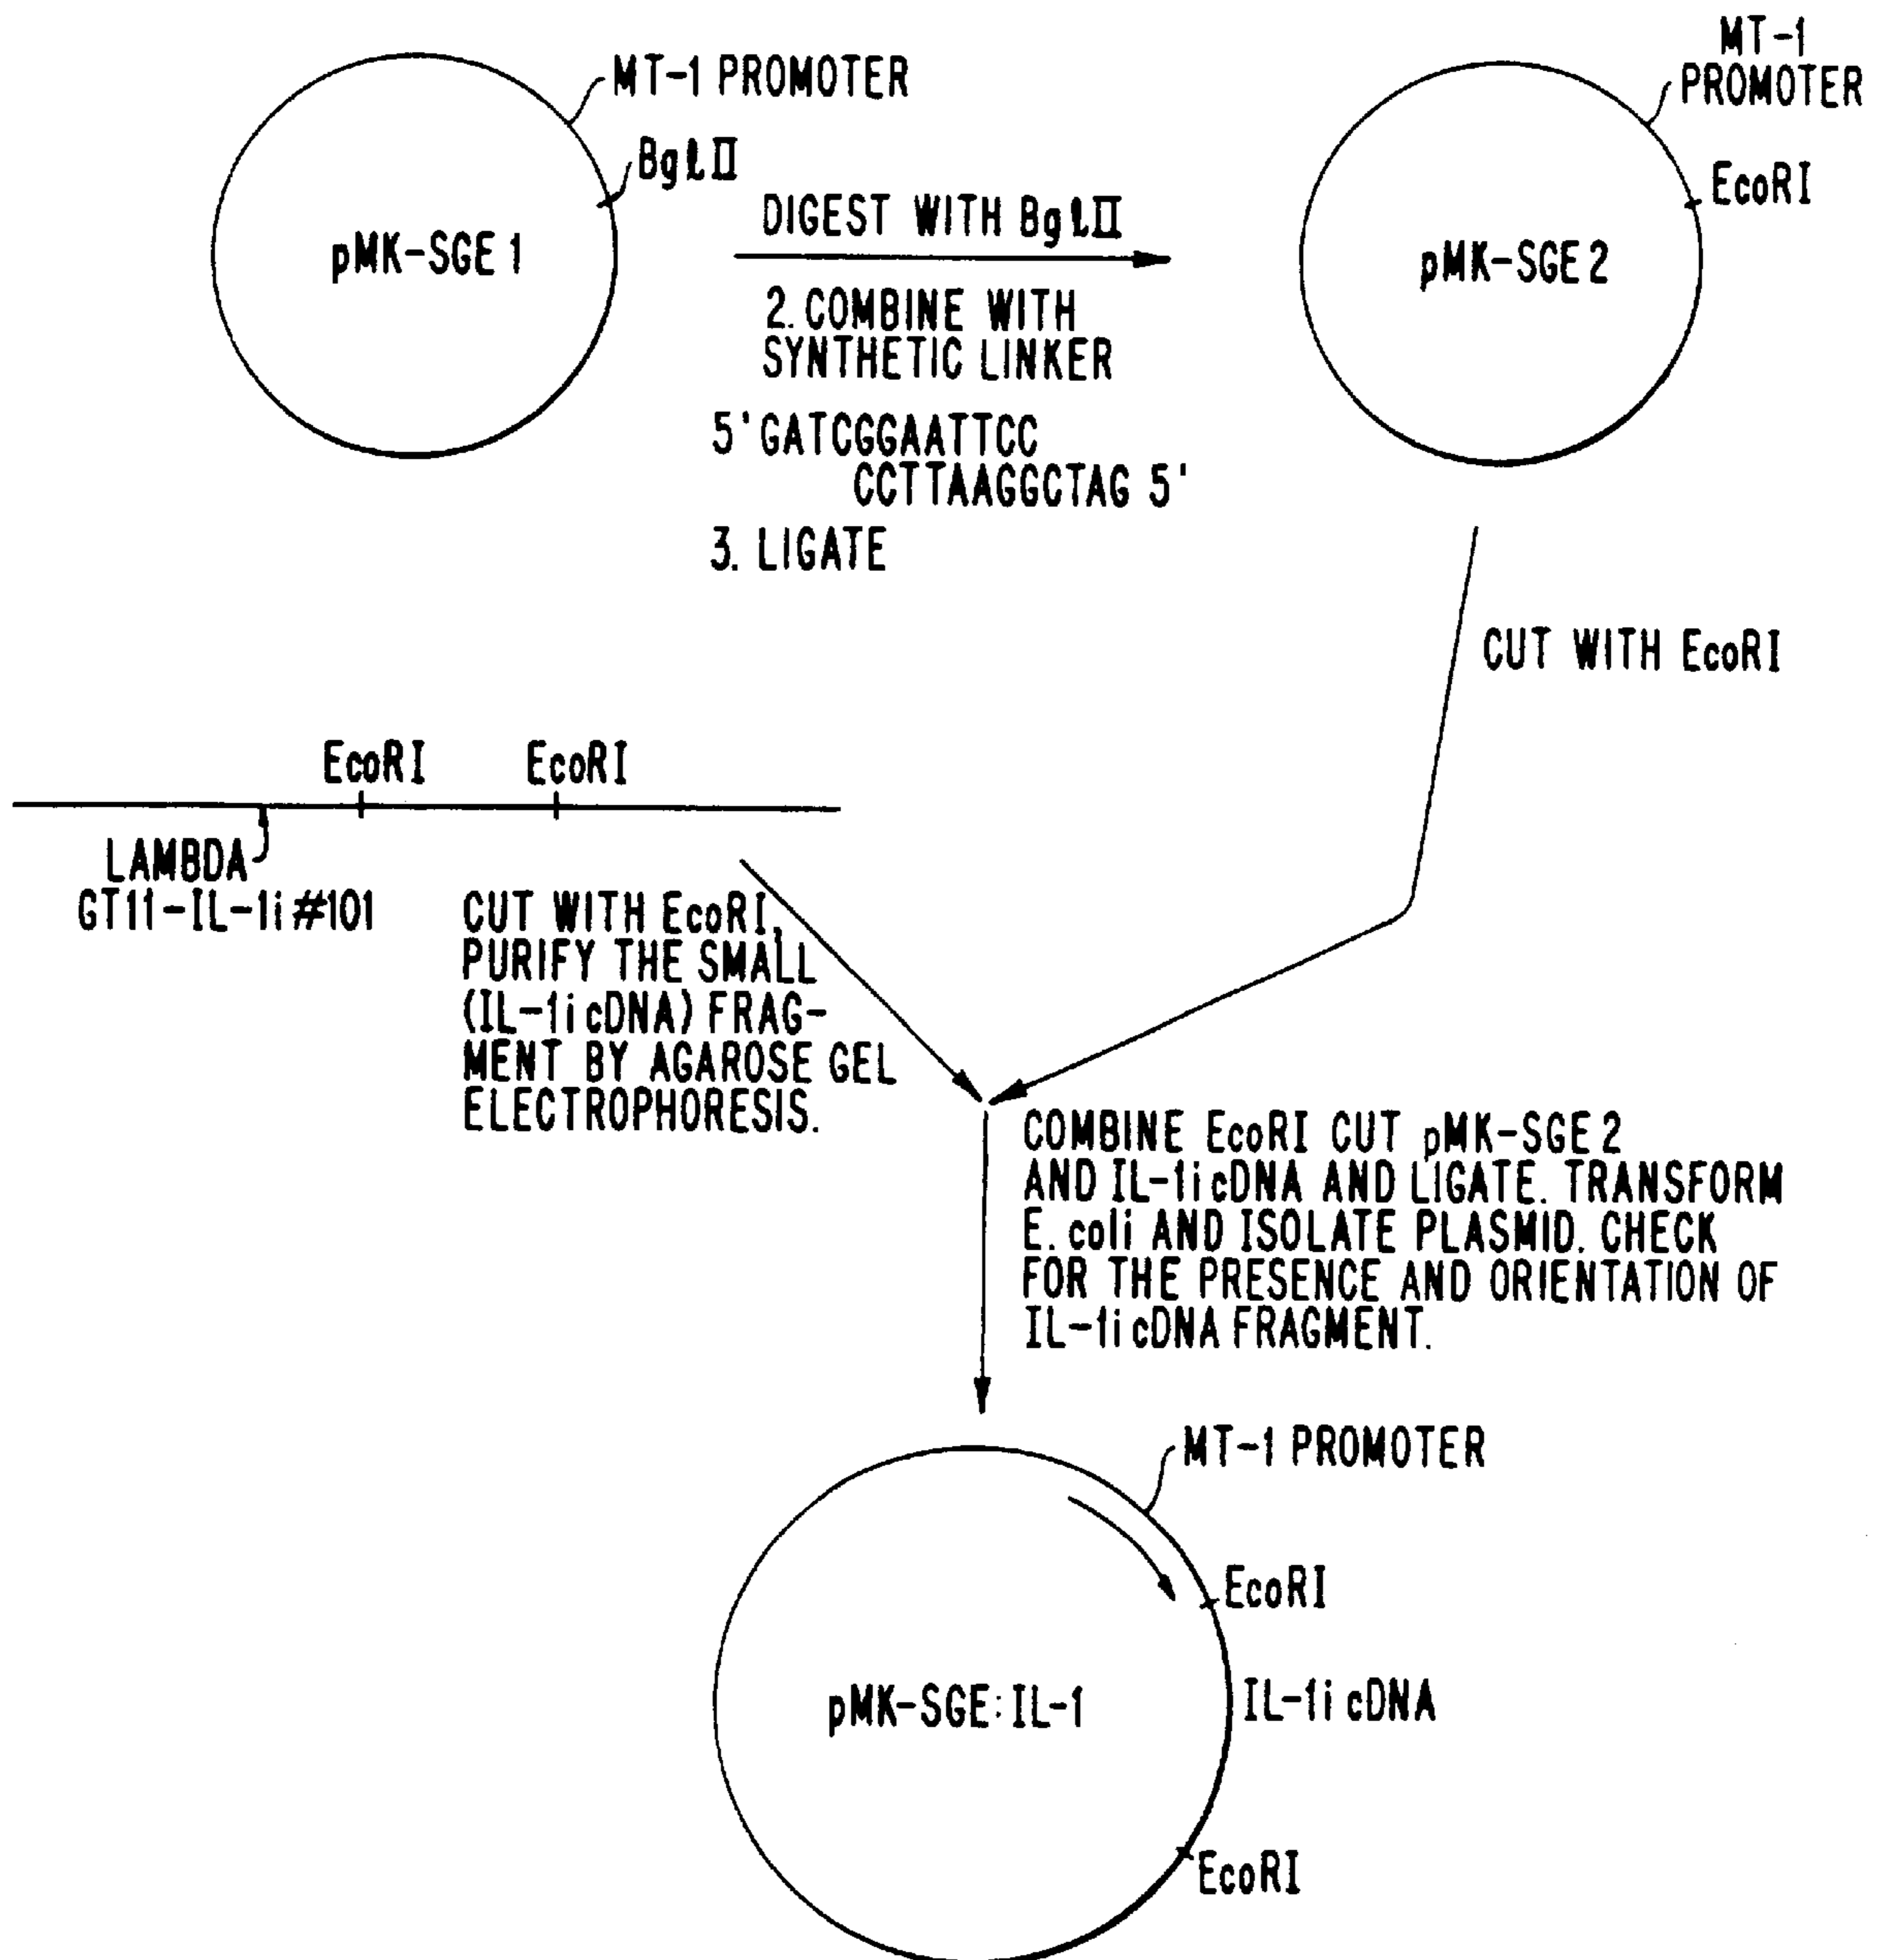 MT-1 PROMOTER
BglII
pMK-SGE 1
DIGEST WITH BglII
2. COMBINE WITH
SYNTHETIC LINKER
5'GATCGGAATTCC
CCTTAAGGCTAG 5'
3. LIGATE
MT-1
PROMOTER
EcoRI
pMK-SGE 2
CUT WITH EcoRI
EcoRI
EcoRI
LAMBDA
GT11-IL-1i#101
CUT WITH EcoRI,
PURIFY THE SMALL
(IL-1i cDNA) FRAG-
MENT BY AGAROSE GEL
ELECTROPHORESIS.
COMBINE EcoRI CUT pMK-SGE 2
AND IL-1i cDNA AND LIGATE. TRANSFORM
E. coli AND ISOLATE PLASMID. CHECK
FOR THE PRESENCE AND ORIENTATION OF
IL-1i cDNA FRAGMENT.
MT-1 PROMOTER
EcoRI
pMK-SGE:IL-1
IL-1i cDNA
EcoRI